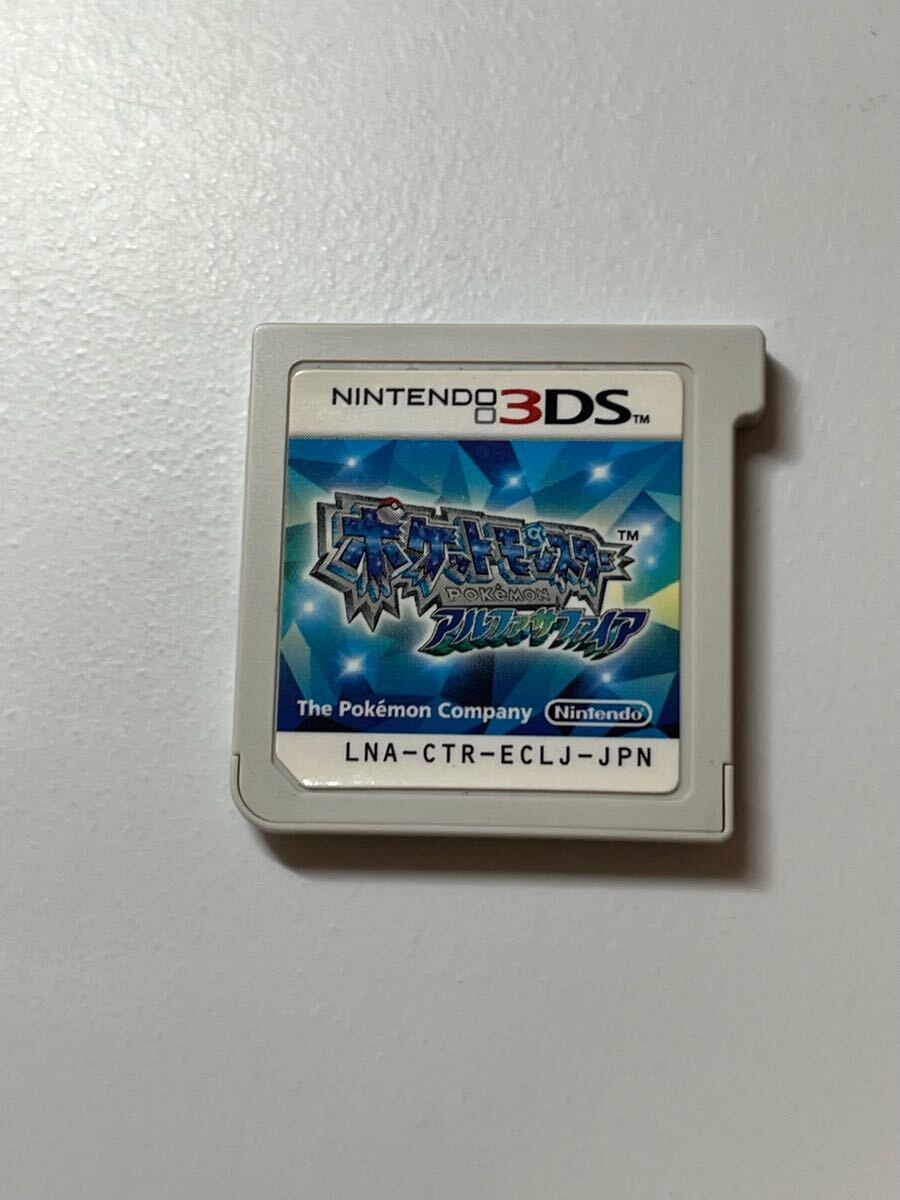 NINTENDO 3DS™
ポケットモンスター™
POKéMON
アルファサファイア
The Pokémon Company Nintendo
LNA-CTR-ECLJ-JPN